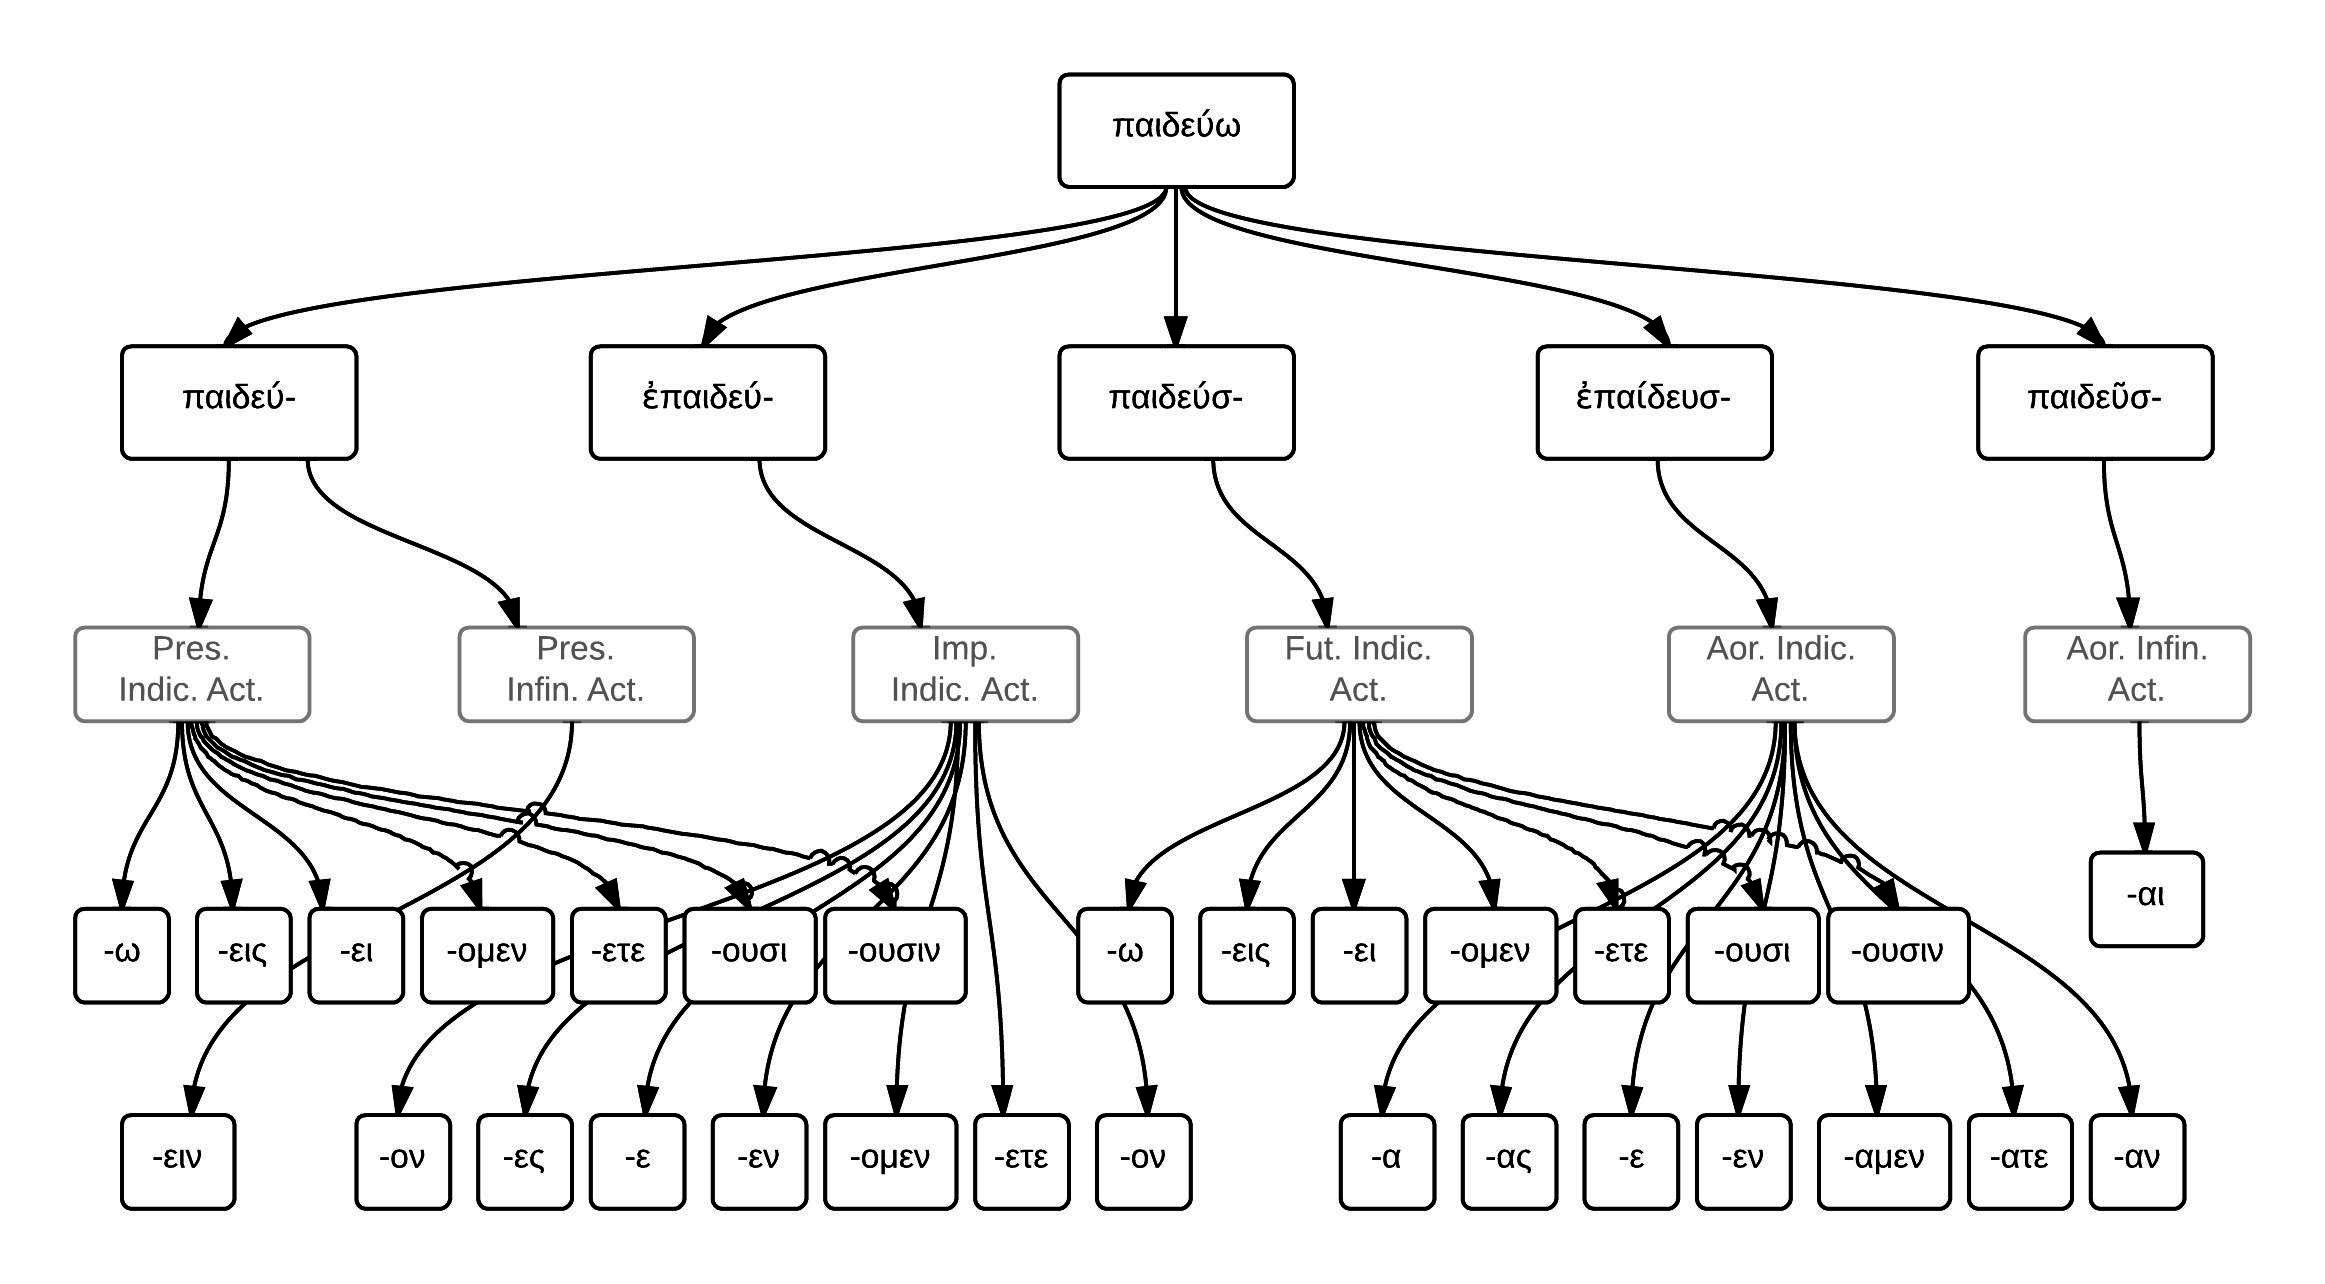 παιδεύω
παιδεύ-
ἐπαιδεύ-
παιδεύσ-
ἐπαίδευσ-
παιδεῦσ-
Pres.
Indic. Act.
Pres.
Infin. Act.
Imp.
Indic. Act.
Fut. Indic.
Act.
Aor. Indic.
Act.
Aor. Infin.
Act.
-αι
-ω
-εις
-ει
-ομεν
-ετε
-ουσι
-ουσιν
-ω
-εις
-ει
-ομεν
-ετε
-ουσι
-ουσιν
-ειν
-ον
-ες
-ε
-εν
-ομεν
-ετε
-ον
-α
-ας
-ε
-εν
-αμεν
-ατε
-αν